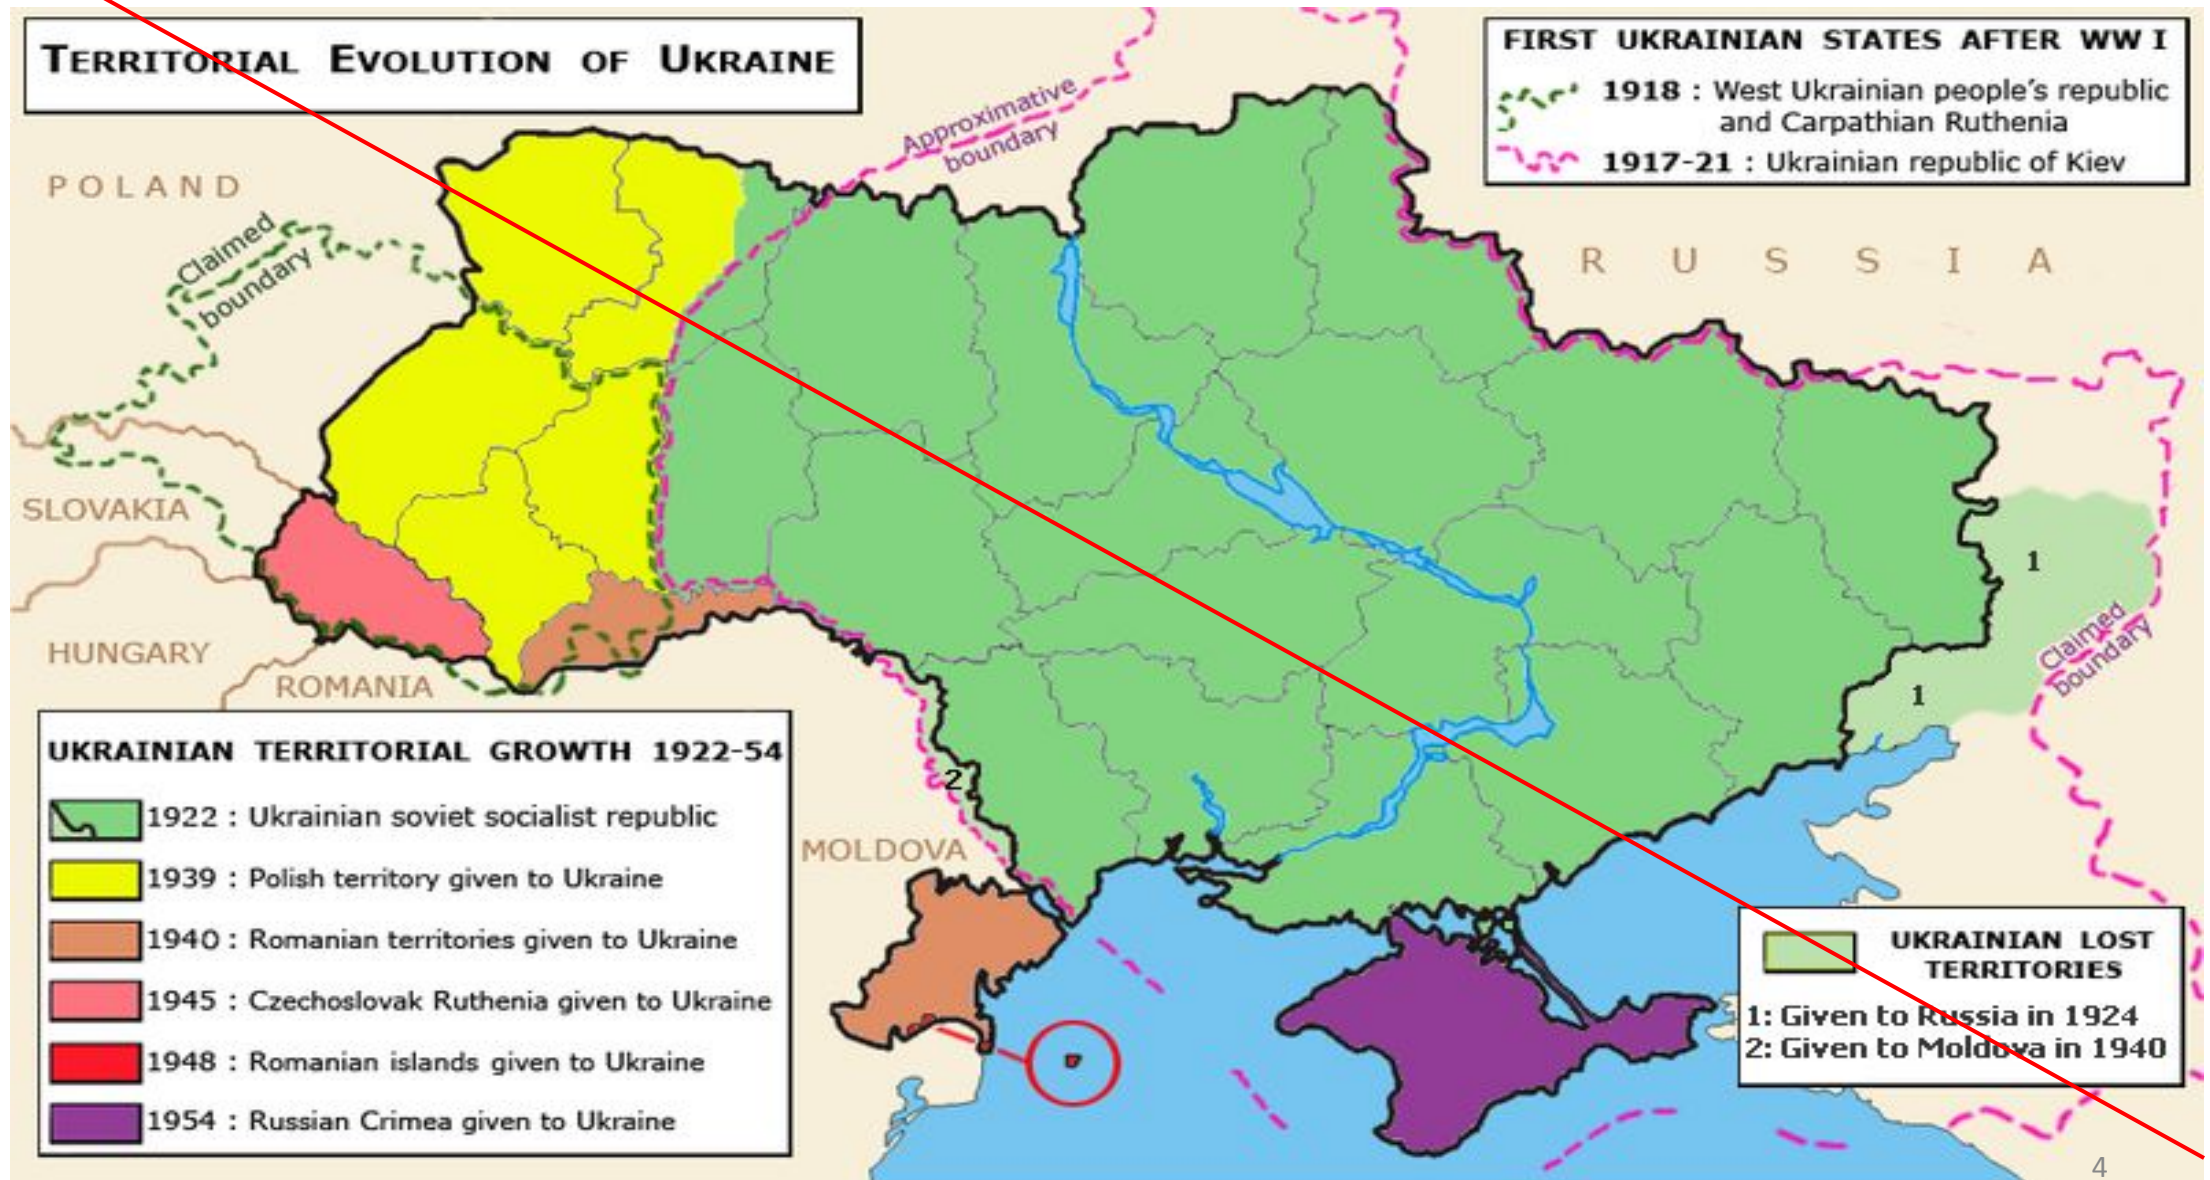 TERRITORIAL EVOLUTION OF UKRAINE
FIRST UKRAINIAN STATES AFTER WW I
1918 : West Ukrainian people's republic
and Carpathian Ruthenia
1917-21 : Ukrainian republic of Kiev
Approximative
boundary
POLAND
Claimed
boundary
RUSSIA
SLOVAKIA
1
HUNGARY
Claimed
boundary
ROMANIA
1
UKRAINIAN TERRITORIAL GROWTH 1922-54
1922 : Ukrainian soviet socialist republic
1939 : Polish territory given to Ukraine
1940 : Romanian territories given to Ukraine
1945 : Czechoslovak Ruthenia given to Ukraine
1948 : Romanian islands given to Ukraine
1954 : Russian Crimea given to Ukraine
2
MOLDOVA
UKRAINIAN LOST
TERRITORIES
1: Given to Russia in 1924
2: Given to Moldova in 1940
4